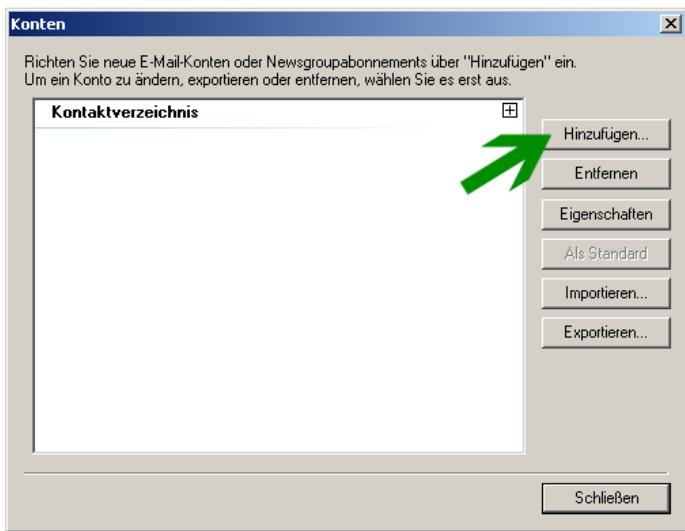 Konten
Richten Sie neue E-Mail-Konten oder Newsgroupabonnements über "Hinzufügen" ein.
Um ein Konto zu ändern, exportieren oder entfernen, wählen Sie es erst aus.
Kontaktverzeichnis
Hinzufügen...
Entfernen
Eigenschaften
Als Standard
Importieren...
Exportieren...
Schließen